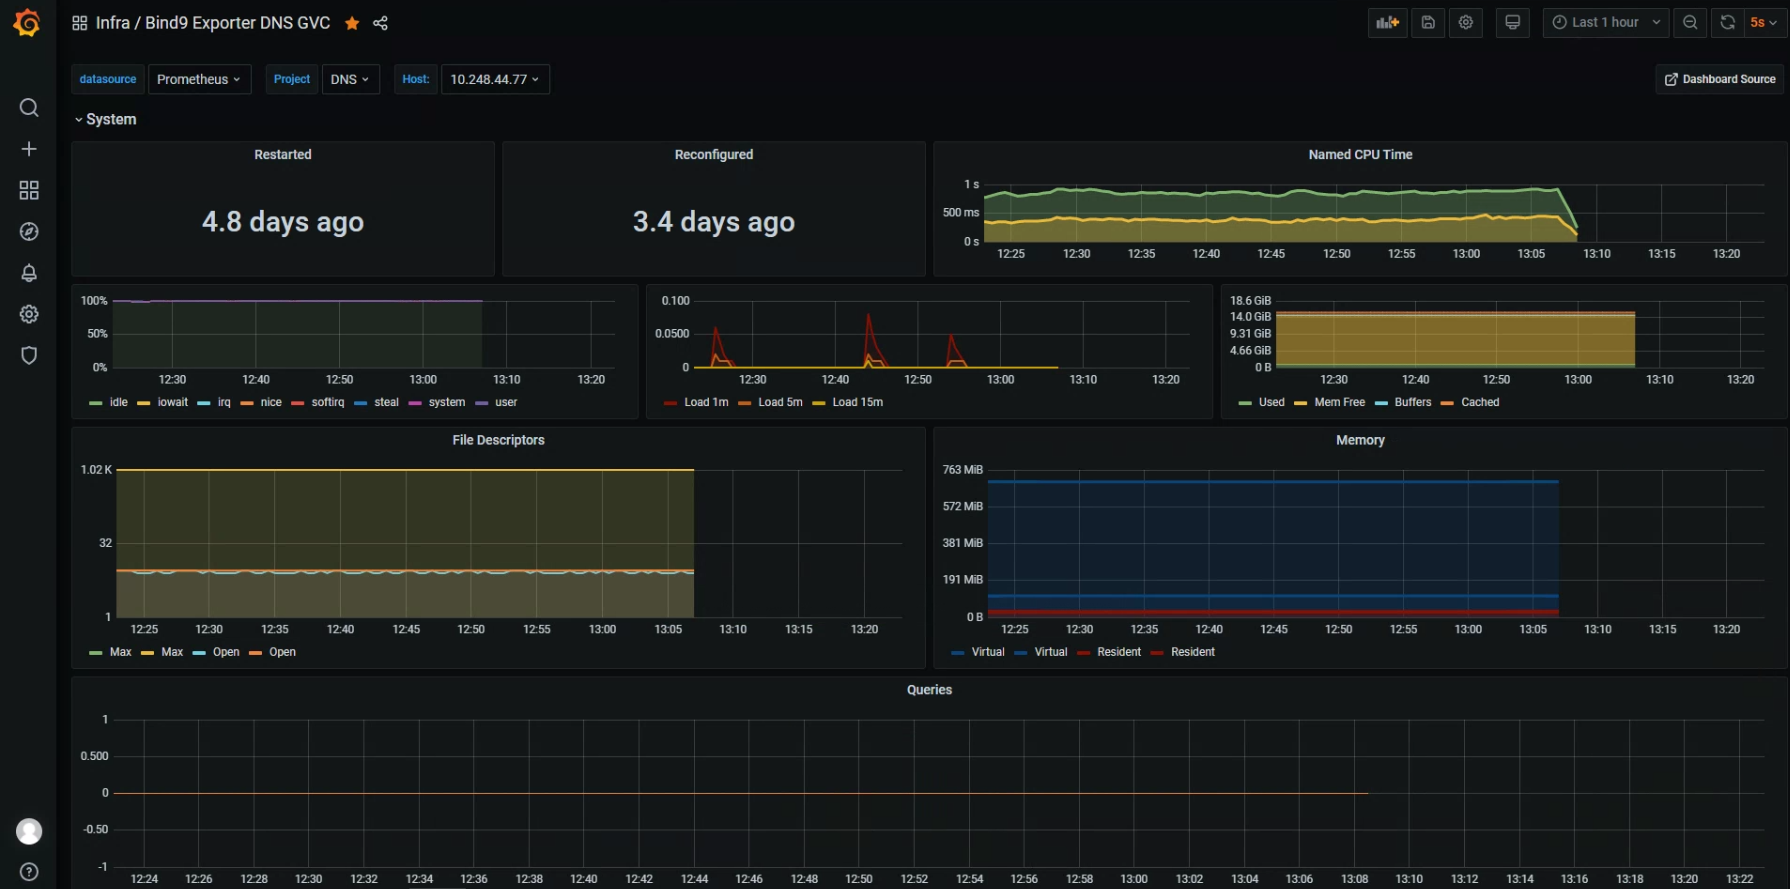 Infra / Bind9 Exporter DNS GVC
Last 1 hour
5s
datasource Prometheus Project DNS Host: 10.248.44.77
Dashboard Source
System
Restarted
4.8 days ago
Reconfigured
3.4 days ago
Named CPU Time
1 s
500 ms
0 s
12:25 12:30 12:35 12:40 12:45 12:50 12:55 13:00 13:05 13:10 13:15 13:20
100%
50%
0%
12:30 12:40 12:50 13:00 13:10 13:20
idle iowait irq nice softirq steal system user
0.100
0.0500
0
12:30 12:40 12:50 13:00 13:10 13:20
Load 1m Load 5m Load 15m
18.6 GiB
14.0 GiB
9.31 GiB
4.66 GiB
0 B
12:30 12:40 12:50 13:00 13:10 13:20
Used Mem Free Buffers Cached
File Descriptors
1.02 K
32
1
12:25 12:30 12:35 12:40 12:45 12:50 12:55 13:00 13:05 13:10 13:15 13:20
Max Max Open Open
Memory
763 MiB
572 MiB
381 MiB
191 MiB
0 B
12:25 12:30 12:35 12:40 12:45 12:50 12:55 13:00 13:05 13:10 13:15 13:20
Virtual Virtual Resident Resident
Queries
1
0.500
0
-0.50
-1
12:24 12:26 12:28 12:30 12:32 12:34 12:36 12:38 12:40 12:42 12:44 12:46 12:48 12:50 12:52 12:54 12:56 12:58 13:00 13:02 13:04 13:06 13:08 13:10 13:12 13:14 13:16 13:18 13:20 13:22